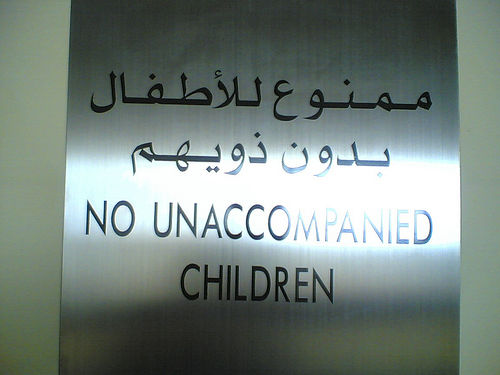 ممنوع للأطفال
بدون ذويهم
NO UNACCOMPANIED
CHILDREN